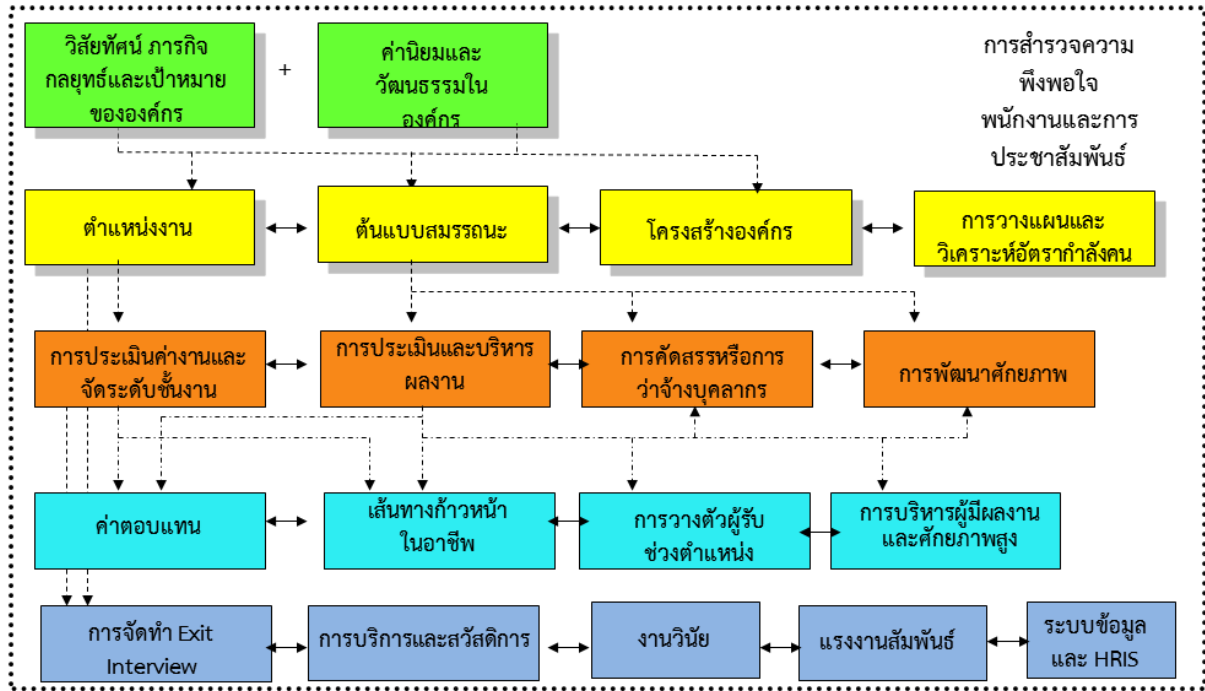 วิสัยทัศน์ ภารกิจ
กลยุทธ์และเป้าหมาย
ขององค์กร
+
ค่านิยมและ
วัฒนธรรมใน
องค์กร
การสำรวจความ
พึงพอใจ
พนักงานและการ
ประชาสัมพันธ์
ตำแหน่งงาน
ต้นแบบสมรรถนะ
โครงสร้างองค์กร
การวางแผนและ
วิเคราะห์อัตรากำลังคน
การประเมินค่างานและ
จัดระดับชั้นงาน
การประเมินและบริหาร
ผลงาน
การคัดสรรหรือการ
ว่าจ้างบุคลากร
การพัฒนาศักยภาพ
ค่าตอบแทน
เส้นทางก้าวหน้า
ในอาชีพ
การวางตัวผู้รับ
ช่วงตำแหน่ง
การบริหารผู้มีผลงาน
และศักยภาพสูง
การจัดทำ Exit
Interview
การบริการและสวัสดิการ
งานวินัย
แรงงานสัมพันธ์
ระบบข้อมูล
และ HRIS